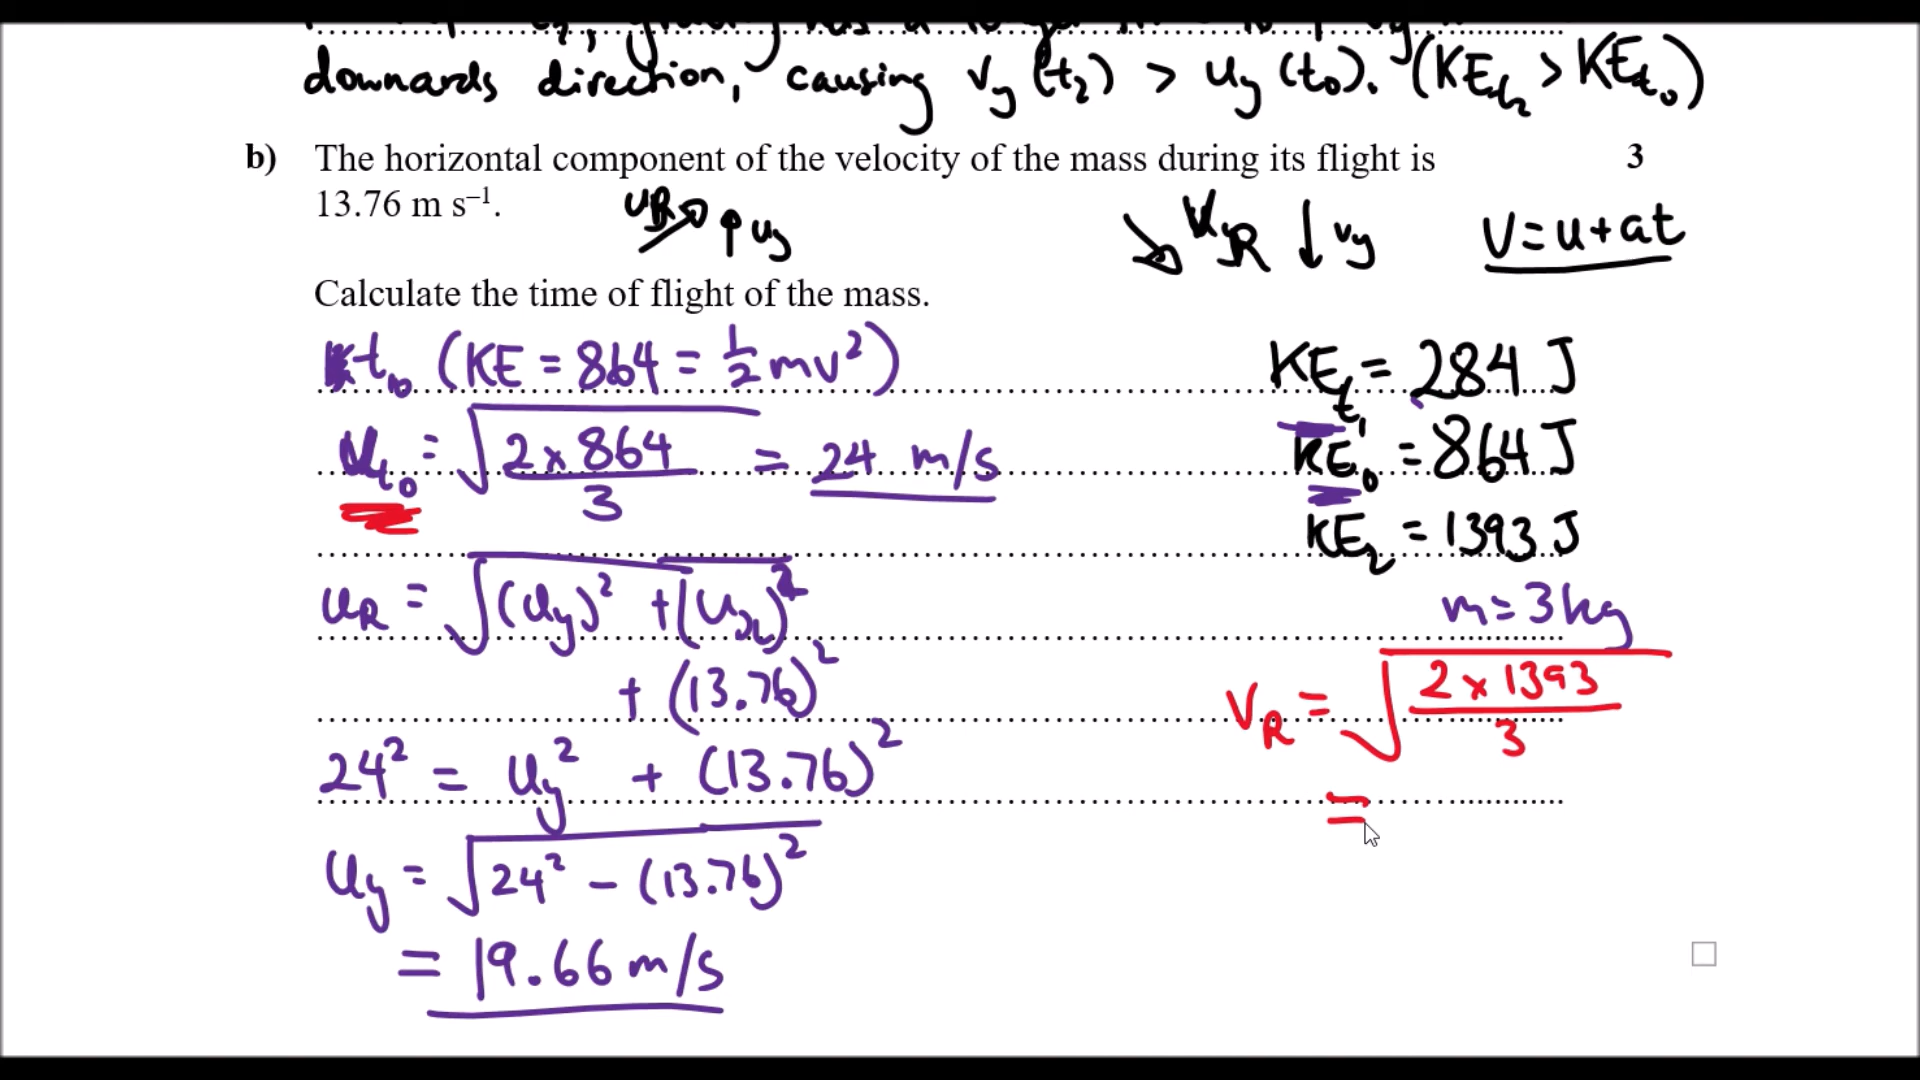 downards direction, causing vy (t2) > uy (t0). (KEt2 > KEt0)
b) The horizontal component of the velocity of the mass during its flight is 3
13.76 m s⁻¹.
uR uy vR vy V = u + at
Calculate the time of flight of the mass.
t0 (KE = 864 = 1/2 mv²)
KEt1 = 284 J
ut0 = √(2 x 864 / 3) = 24 m/s
KE0 = 864 J
KE2 = 1393 J
uR = √((uy)² + (ux)²)
m = 3kg
+ (13.76)²
VR = √(2 x 1393 / 3)
24² = uy² + (13.76)²
=
uy = √(24² - (13.76)²)
= 19.66 m/s